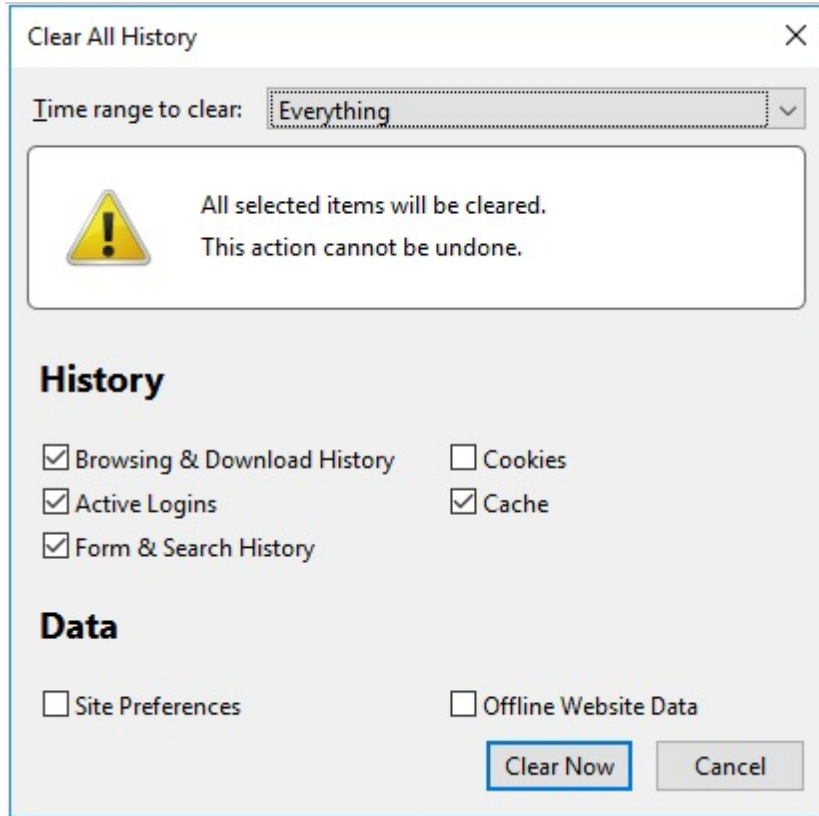 Clear All History
Time range to clear: Everything
All selected items will be cleared.
This action cannot be undone.
History
Browsing & Download History Cookies
Active Logins Cache
Form & Search History
Data
Site Preferences Offline Website Data
Clear Now Cancel